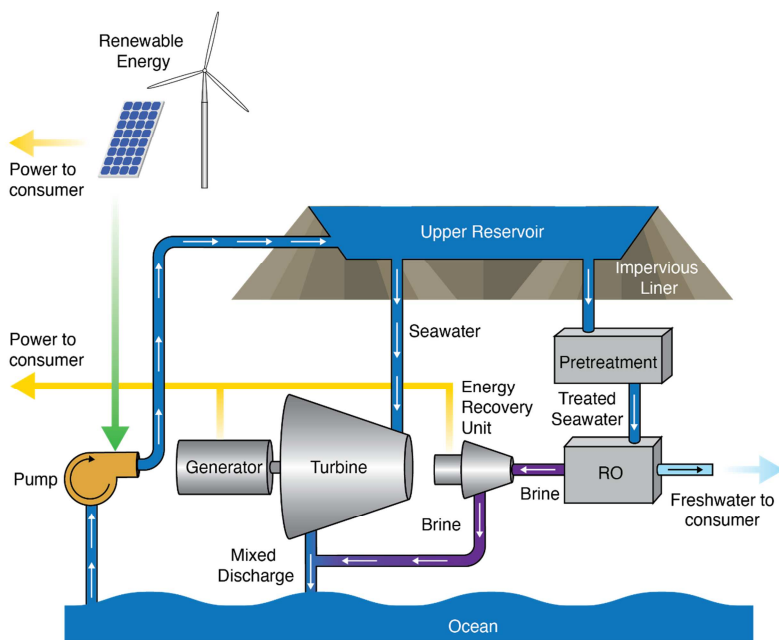 Renewable
Energy
Power to
consumer
Upper Reservoir
Impervious
Liner
Seawater
Pretreatment
Power to
consumer
Energy
Recovery
Unit
Treated
Seawater
Generator
Turbine
RO
Pump
Brine
Freshwater to
consumer
Brine
Mixed
Discharge
Ocean